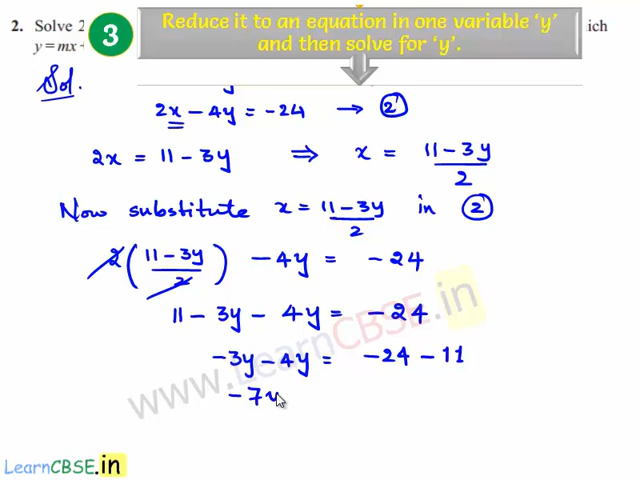 2. Solve 2
ich
y=mx+
3
Reduce it to an equation in one variable ‘y’
and then solve for ‘y’.
Sol.
2x - 4y = -24 → 2
2x = 11 - 3y ⇒ x = 11 - 3y / 2
Now substitute x = 11 - 3y / 2 in 2
2 ( 11 - 3y / 2 ) - 4y = -24
11 - 3y - 4y = -24
-3y - 4y = -24 - 11
-7y
www.LearnCBSE.in
LearnCBSE.in